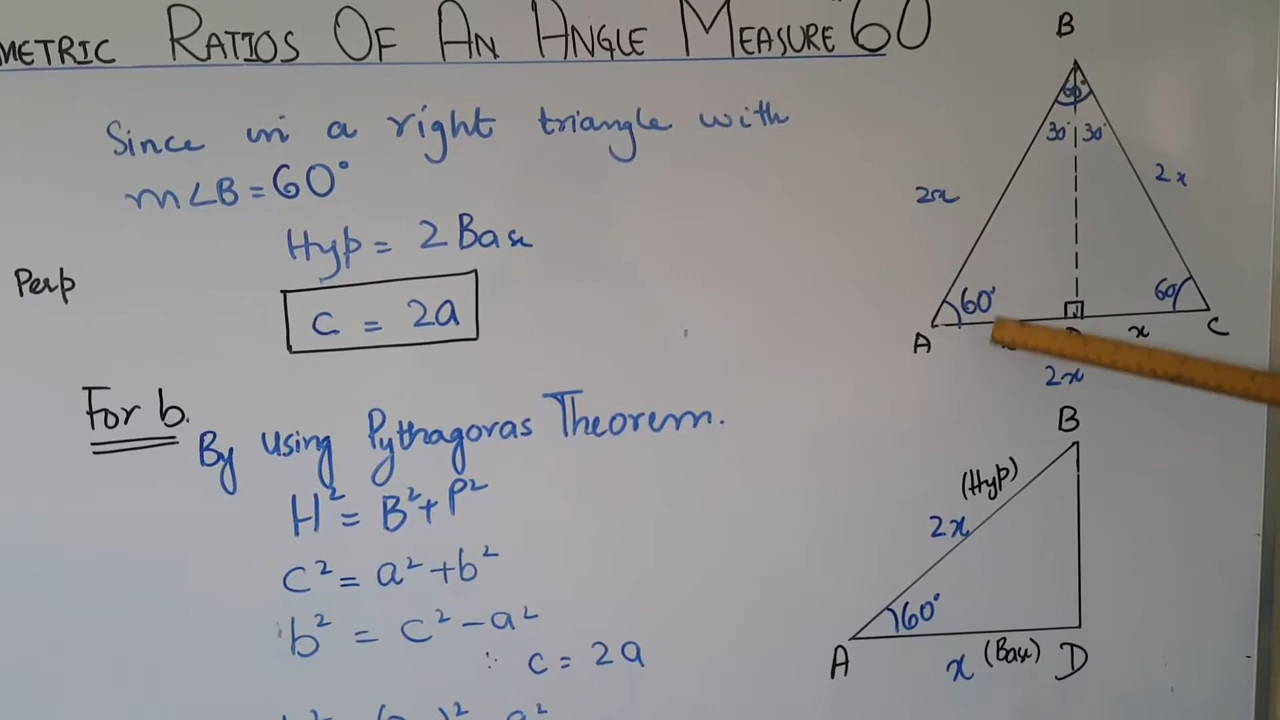 METRIC RATIOS OF AN ANGLE MEASURE 60
Since in a right triangle with
m∠B = 60°
Hyp = 2 Base
Perp
c = 2a
For b.
By using Pythagoras Theorem.
H² = B² + P²
c² = a² + b²
b² = c² - a²
∵ c = 2a
B
60°
30° 30°
2x
2x
60°
60°
A
x
C
2x
B
(Hyp)
2x
60°
A
x (Base)
D